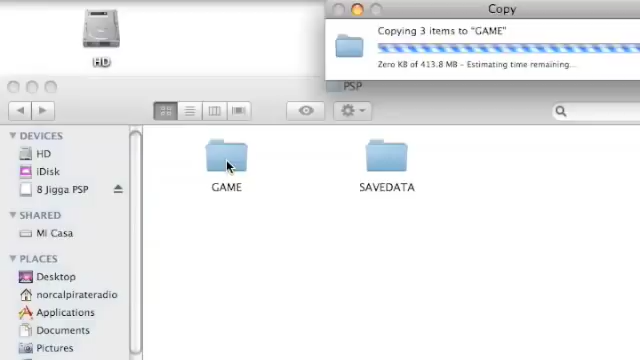 Copy
Copying 3 items to "GAME"
Zero KB of 413.8 MB - Estimating time remaining...
HD
PSP
DEVICES
HD
iDisk
8 Jigga PSP
SHARED
Mi Casa
PLACES
Desktop
norcalpirateradio
Applications
Documents
Pictures
GAME
SAVEDATA